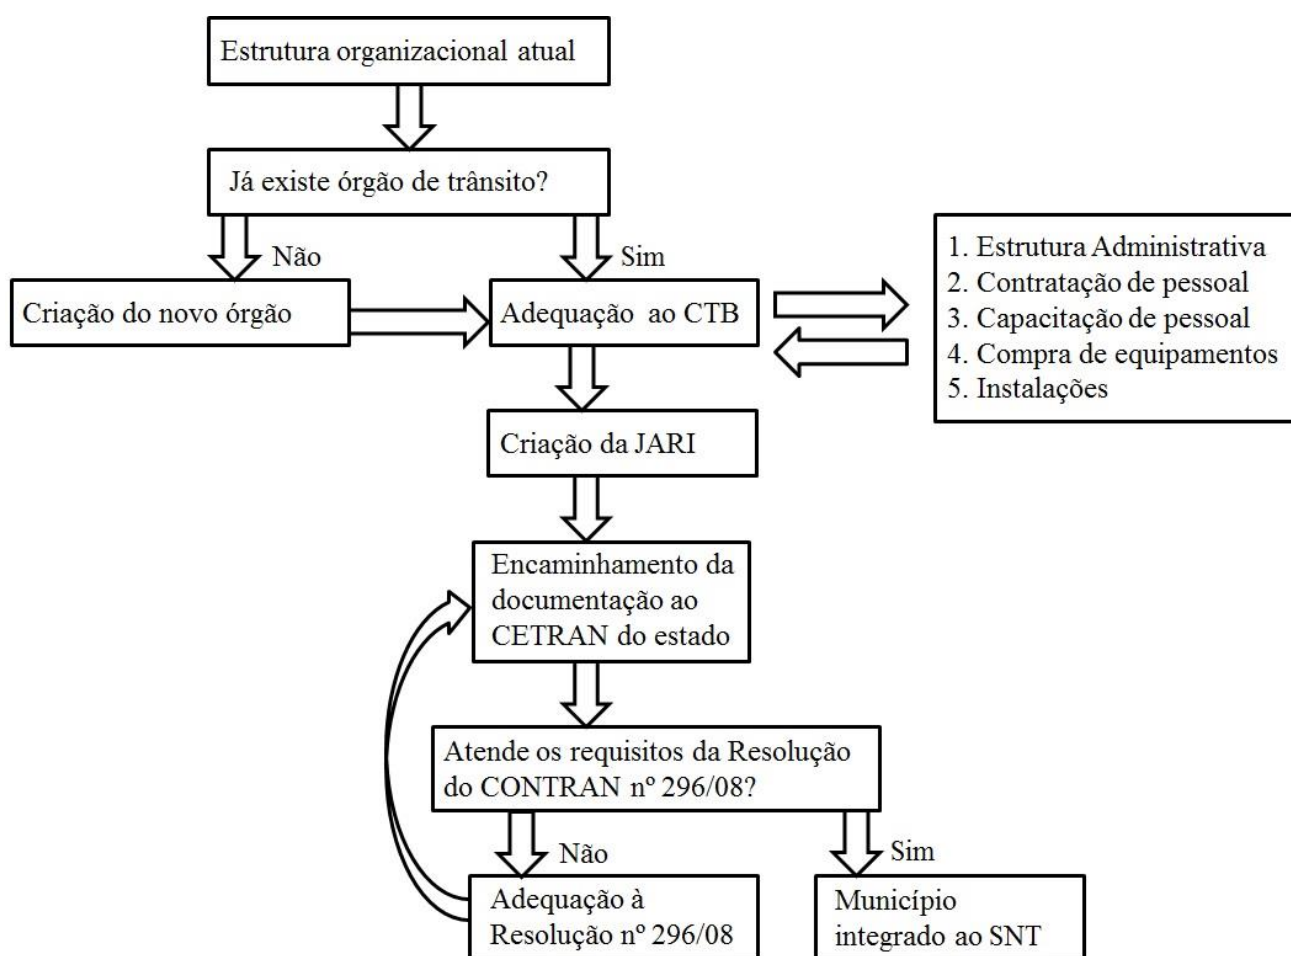 Estrutura organizacional atual
Já existe órgão de trânsito?
Não
Sim
Criação do novo órgão
Adequação ao CTB
1. Estrutura Administrativa
2. Contratação de pessoal
3. Capacitação de pessoal
4. Compra de equipamentos
5. Instalações
Criação da JARI
Encaminhamento da
documentação ao
CETRAN do estado
Atende os requisitos da Resolução
do CONTRAN nº 296/08?
Não
Sim
Adequação à
Resolução nº 296/08
Município
integrado ao SNT